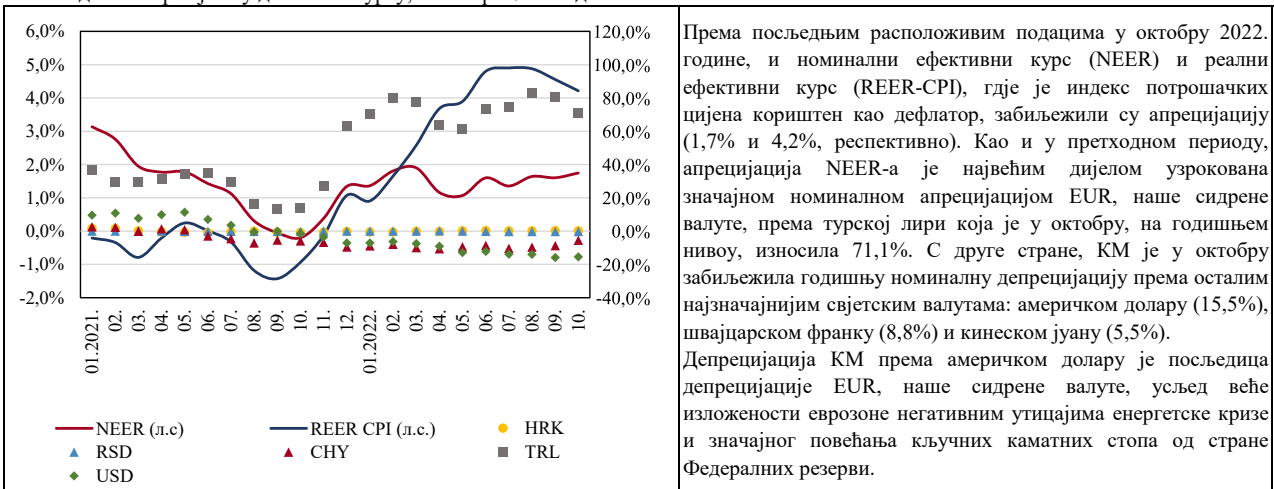 6,0%
5,0%
4,0%
3,0%
2,0%
1,0%
0,0%
-1,0%
-2,0%
120,0%
100,0%
80,0%
60,0%
40,0%
20,0%
0,0%
-20,0%
-40,0%
01.2021.
02.
03.
04.
05.
06.
07.
08.
09.
10.
11.
12.
01.2022.
02.
03.
04.
05.
06.
07.
08.
09.
10.
NEER (л.с)
REER CPI (л.с.)
HRK
RSD
CHY
TRL
USD
Према посљедњим расположивим подацима у октобру 2022.
године, и номинални ефективни курс (NEER) и реални
ефективни курс (REER-CPI), гдје је индекс потрошачких
цијена кориштен као дефлатор, забиљежили су апрецијацију
(1,7% и 4,2%, респективно). Као и у претходном периоду,
апрецијација NEER-а је највећим дијелом узрокована
значајном номиналном апрецијацијом EUR, наше сидрене
валуте, према турској лири која је у октобру, на годишњем
нивоу, износила 71,1%. С друге стране, КМ је у октобру
забиљежила годишњу номиналну депрецијацију према осталим
најзначајнијим свјетским валутама: америчком долару (15,5%),
швајцарском франку (8,8%) и кинеском јуану (5,5%).
Депрецијација КМ према америчком долару је посљедица
депрецијације EUR, наше сидрене валуте, усљед веће
изложености еврозоне негативним утицајима енергетске кризе
и значајног повећања кључних каматних стопа од стране
Федералних резерви.